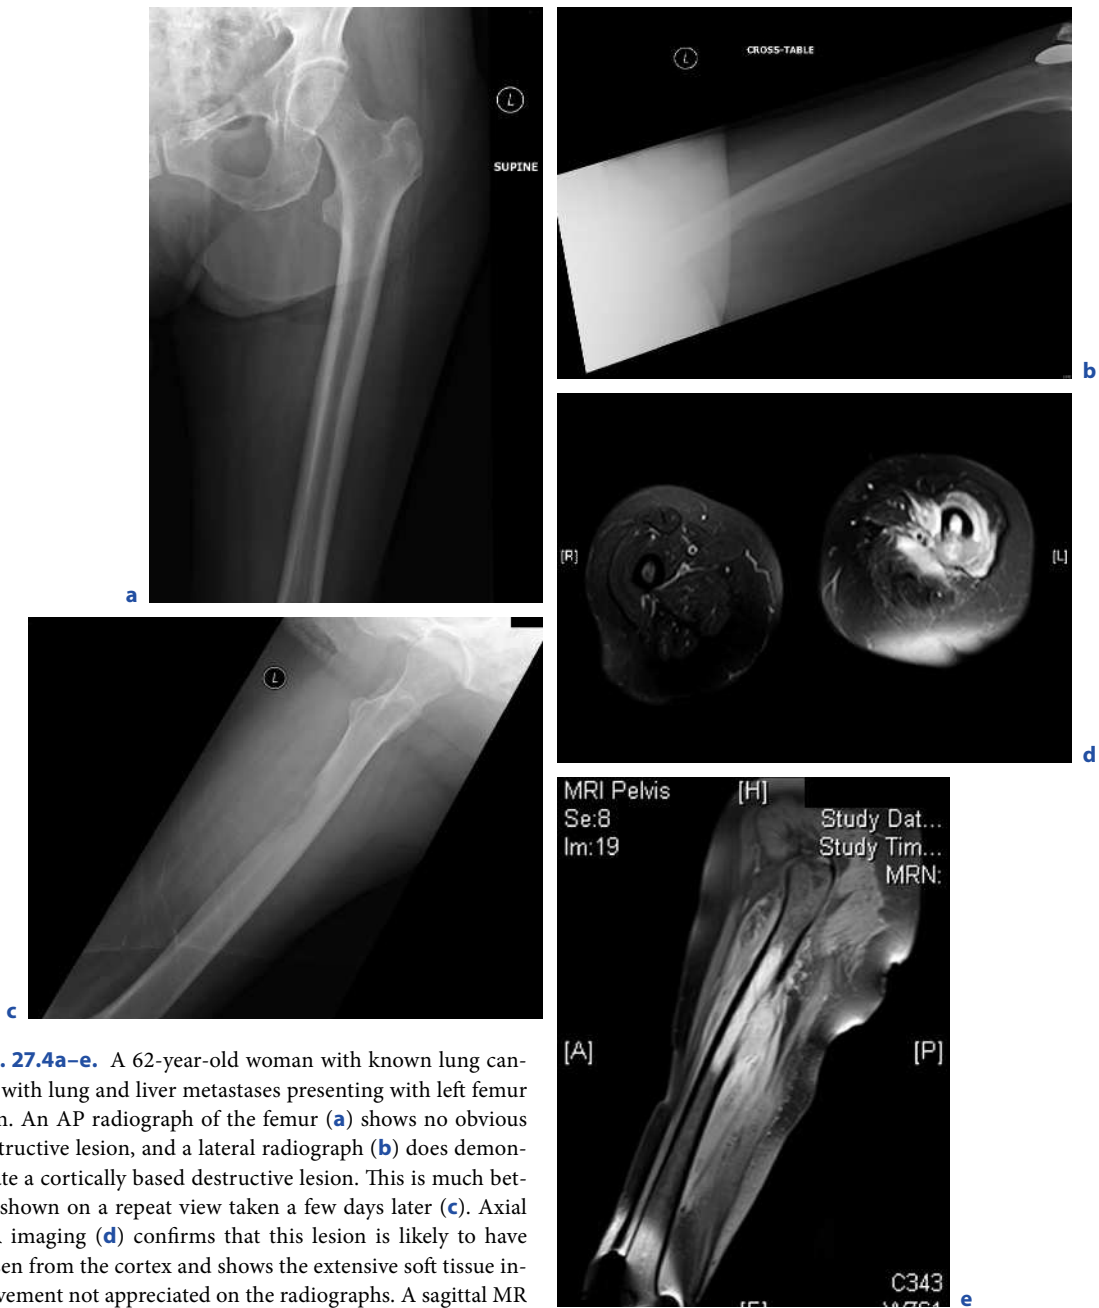 L
SUPINE
a
L
CROSS-TABLE
b
L
c
[R]
[L]
d
MRI Pelvis
[H]
Se:8
Study Dat...
Im:19
Study Tim...
MRN:
[A]
[P]
C343
e
. 27.4a–e. A 62-year-old woman with known lung can-
with lung and liver metastases presenting with left femur
. An AP radiograph of the femur (a) shows no obvious
tructive lesion, and a lateral radiograph (b) does demon-
te a cortically based destructive lesion. This is much bet-
shown on a repeat view taken a few days later (c). Axial
imaging (d) confirms that this lesion is likely to have
en from the cortex and shows the extensive soft tissue in-
vement not appreciated on the radiographs. A sagittal MR